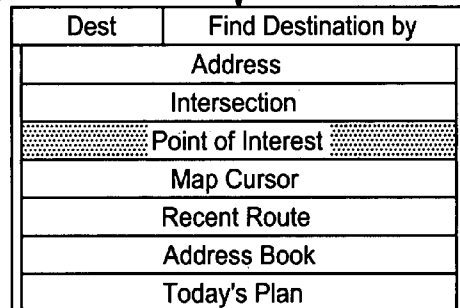 Dest Find Destination by
Address
Intersection
Point of Interest
Map Cursor
Recent Route
Address Book
Today's Plan